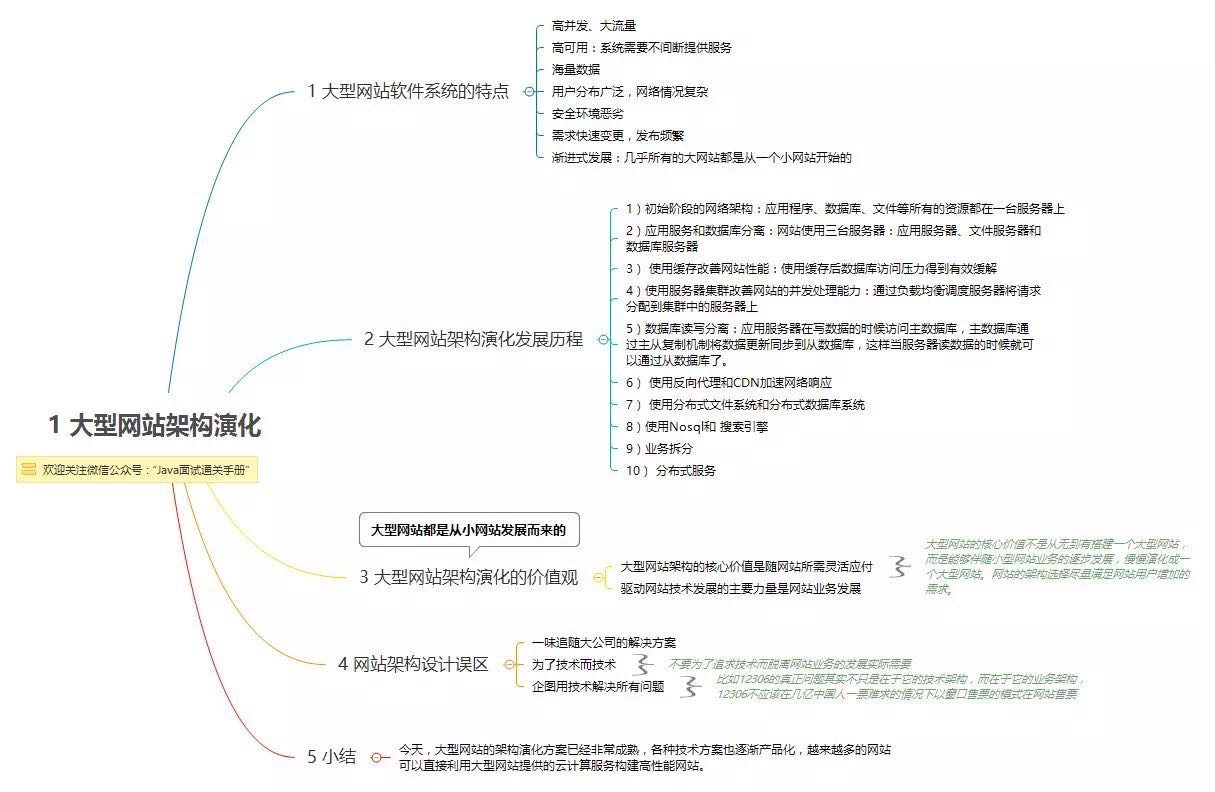 高并发、大流量
高可用：系统需要不间断提供服务
海量数据
1 大型网站软件系统的特点
用户分布广泛，网络情况复杂
安全环境恶劣
需求快速变更，发布频繁
渐进式发展：几乎所有的大网站都是从一个小网站开始的
1）初始阶段的网络架构：应用程序、数据库、文件等所有的资源都在一台服务器上
2）应用服务和数据库分离：网站使用三台服务器：应用服务器、文件服务器和
数据库服务器
3） 使用缓存改善网站性能：使用缓存后数据库访问压力得到有效缓解
4）使用服务器集群改善网站的并发处理能力：通过负载均衡调度服务器将请求
分配到集群中的服务器上
2 大型网站架构演化发展历程
5）数据库读写分离：应用服务器在写数据的时候访问主数据库，主数据库通
过主从复制机制将数据更新同步到从数据库，这样当服务器读数据的时候就可
以通过从数据库了。
6） 使用反向代理和CDN加速网络响应
7） 使用分布式文件系统和分布式数据库系统
8）使用Nosql和 搜索引擎
9）业务拆分
10） 分布式服务
1 大型网站架构演化
欢迎关注微信公众号：“Java面试通关手册”
大型网站都是从小网站发展而来的
3 大型网站架构演化的价值观
大型网站架构的核心价值是随网站所需灵活应付
驱动网站技术发展的主要力量是网站业务发展
大型网站的核心价值不是从无到有搭建一个大型网站，
而是能够伴随小型网站业务的逐步发展，慢慢演化成一
个大型网站。网站的架构选择尽量满足网站用户增加的
需求。
4 网站架构设计误区
一味追随大公司的解决方案
为了技术而技术
不要为了追求技术而脱离网站业务的发展实际需要
企图用技术解决所有问题
比如12306的真正问题其实不只是在于它的技术架构，而在于它的业务架构，
12306不应该在几亿中国人一票难求的情况下以窗口售票的模式在网站售票
5 小结
今天，大型网站的架构演化方案已经非常成熟，各种技术方案也逐渐产品化，越来越多的网站
可以直接利用大型网站提供的云计算服务构建高性能网站。